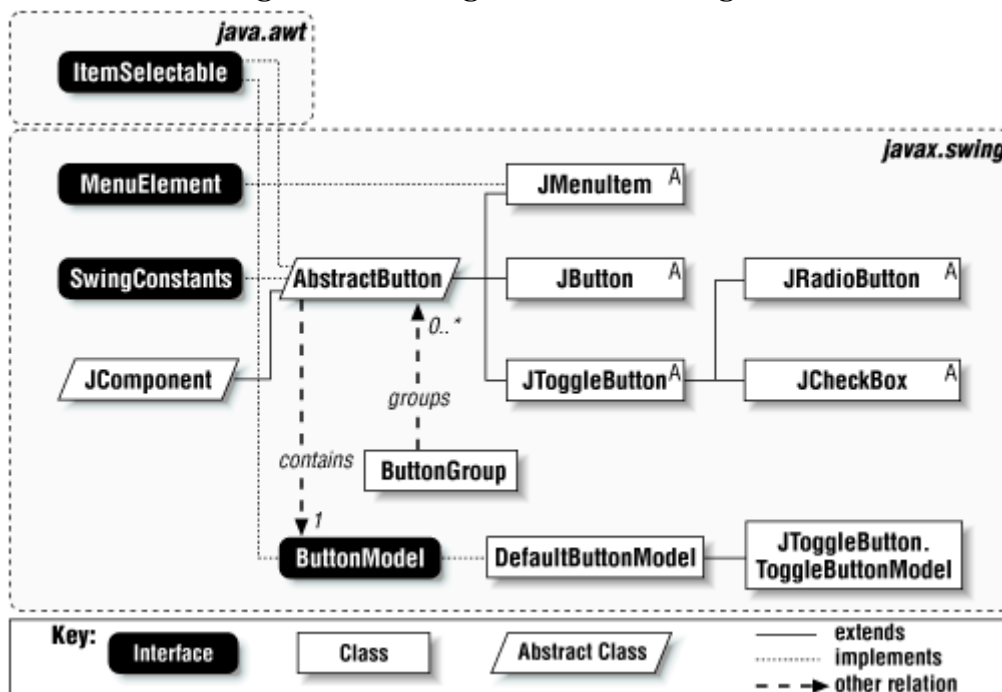 java.awt
ItemSelectable
javax.swing
MenuElement
JMenuItem A
SwingConstants
AbstractButton
JButton A
JRadioButton A
0..*
JComponent
JToggleButton A
JCheckBox A
groups
contains
ButtonGroup
1
ButtonModel
DefaultButtonModel
JToggleButton.
ToggleButtonModel
Key:
Interface
Class
Abstract Class
extends
implements
other relation